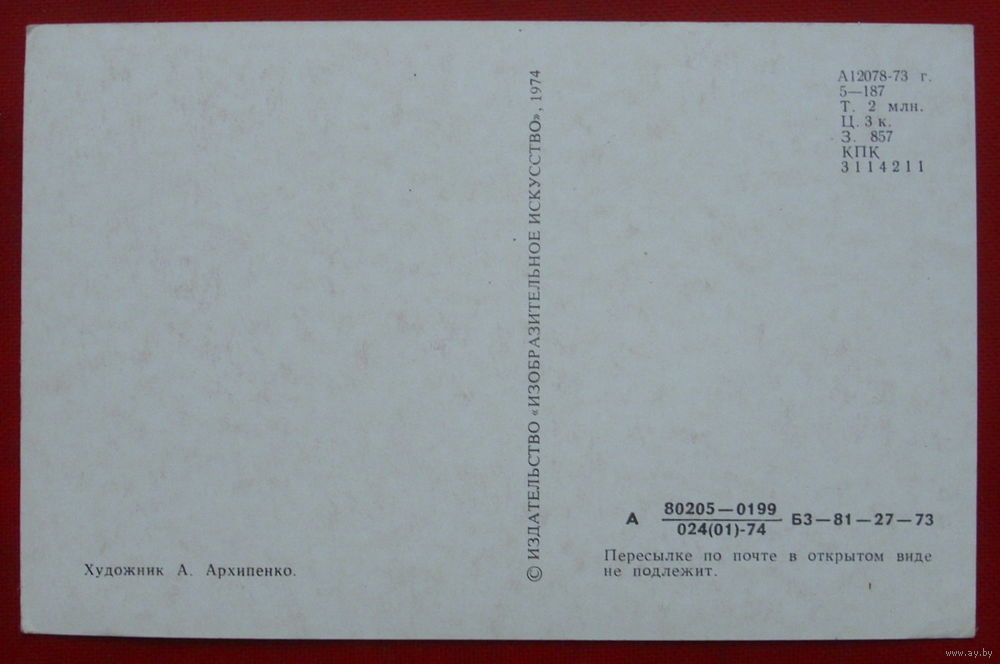 Художник А. Архипенко.
© ИЗДАТЕЛЬСТВО «ИЗОБРАЗИТЕЛЬНОЕ ИСКУССТВО», 1974
А12078-73 г.
5—187
Т. 2 млн.
Ц. 3 к.
З. 857
КПК
3114211
А 80205—0199 БЗ—81—27—73
024(01)-74
Пересылке по почте в открытом виде
не подлежит.
www.ay.by